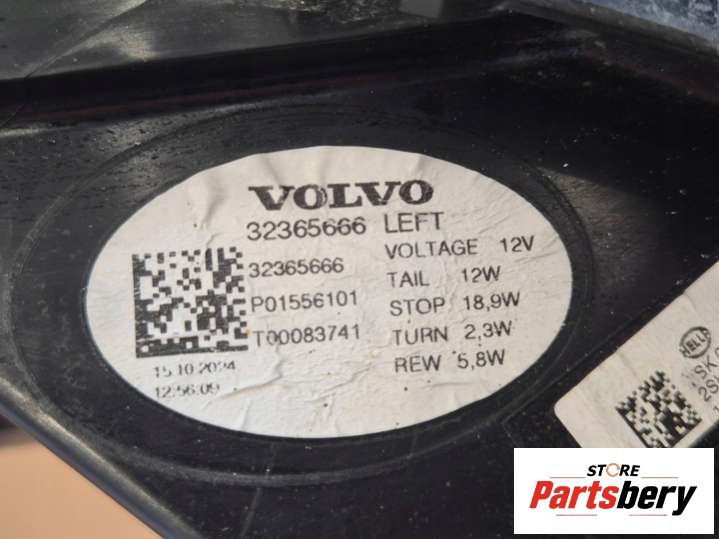 VOLVO
32365666 LEFT
32365666
P01556101
T00083741
VOLTAGE 12V
TAIL 12W
STOP 18,9W
TURN 2,3W
REW 5,8W
15.10.2024
12:56:09
HELLA
STORE
Partsbery